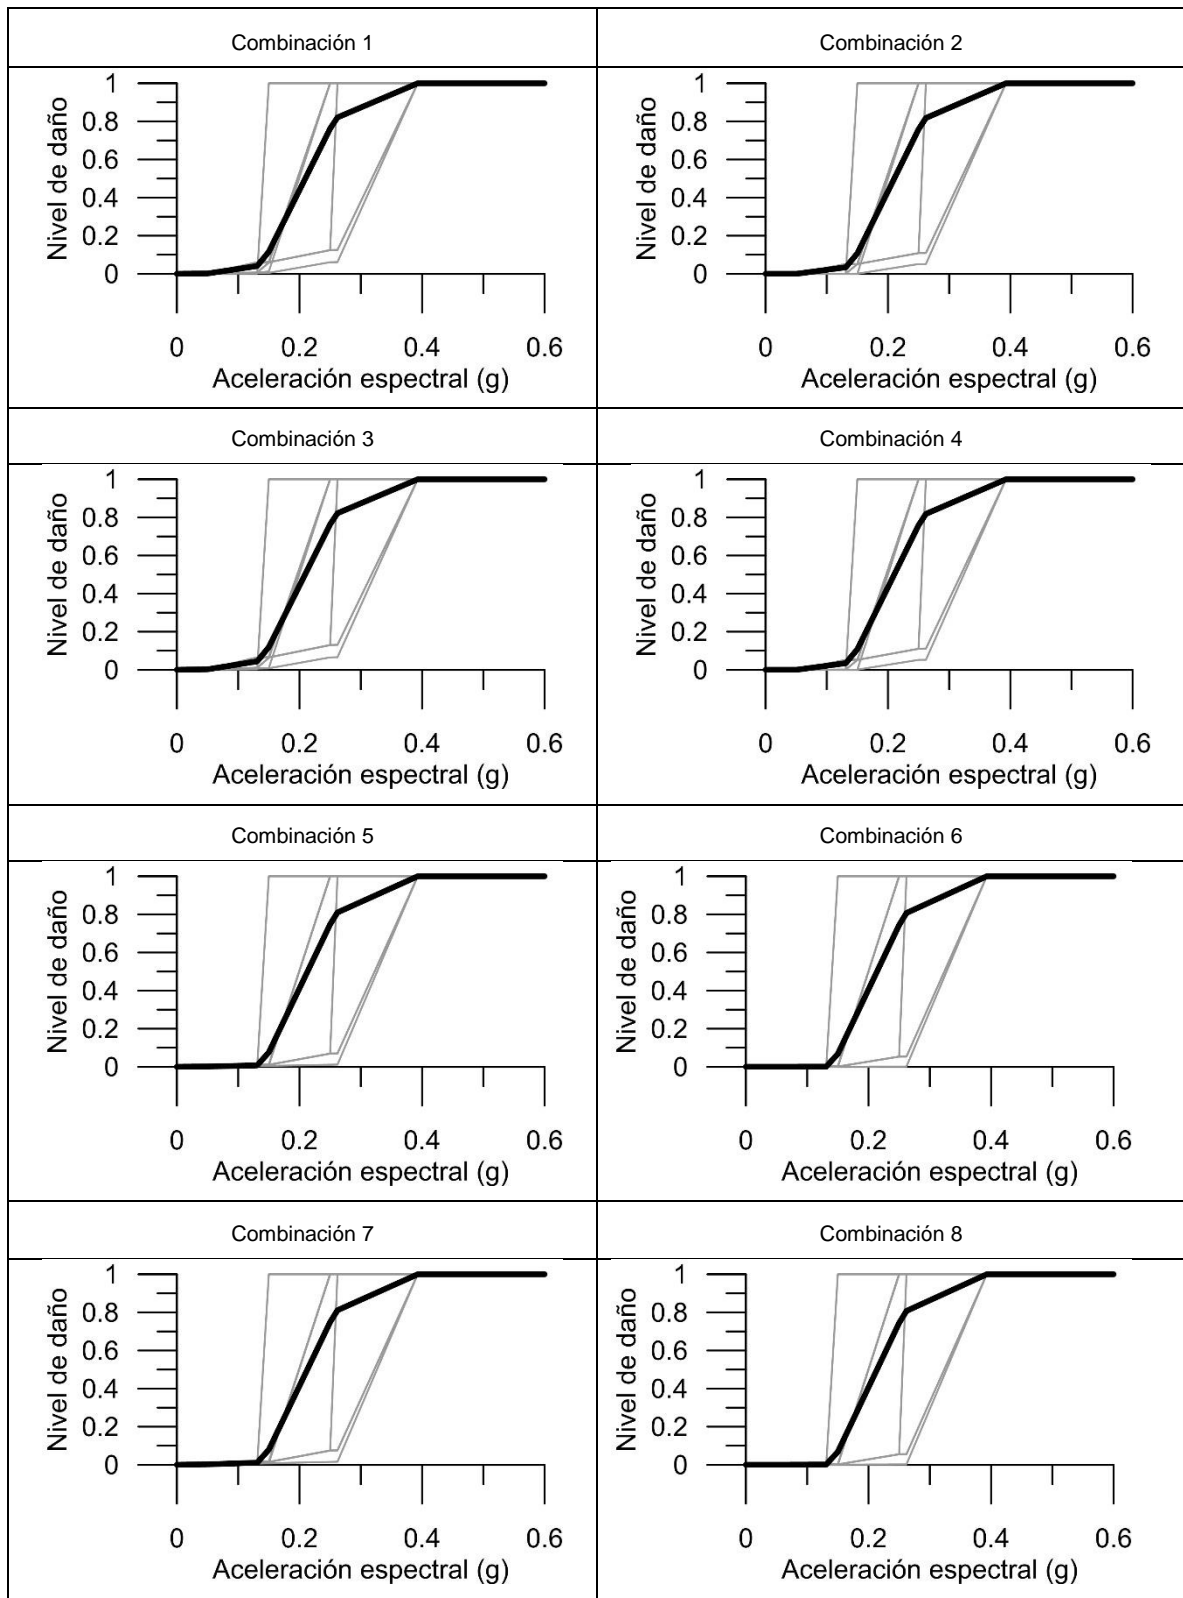 Combinación 1
Combinación 2
1
0.8
0.6
0.4
0.2
0
Nivel de daño
0 0.2 0.4 0.6
Aceleración espectral (g)
1
0.8
0.6
0.4
0.2
0
Nivel de daño
0 0.2 0.4 0.6
Aceleración espectral (g)
Combinación 3
Combinación 4
1
0.8
0.6
0.4
0.2
0
Nivel de daño
0 0.2 0.4 0.6
Aceleración espectral (g)
1
0.8
0.6
0.4
0.2
0
Nivel de daño
0 0.2 0.4 0.6
Aceleración espectral (g)
Combinación 5
Combinación 6
1
0.8
0.6
0.4
0.2
0
Nivel de daño
0 0.2 0.4 0.6
Aceleración espectral (g)
1
0.8
0.6
0.4
0.2
0
Nivel de daño
0 0.2 0.4 0.6
Aceleración espectral (g)
Combinación 7
Combinación 8
1
0.8
0.6
0.4
0.2
0
Nivel de daño
0 0.2 0.4 0.6
Aceleración espectral (g)
1
0.8
0.6
0.4
0.2
0
Nivel de daño
0 0.2 0.4 0.6
Aceleración espectral (g)